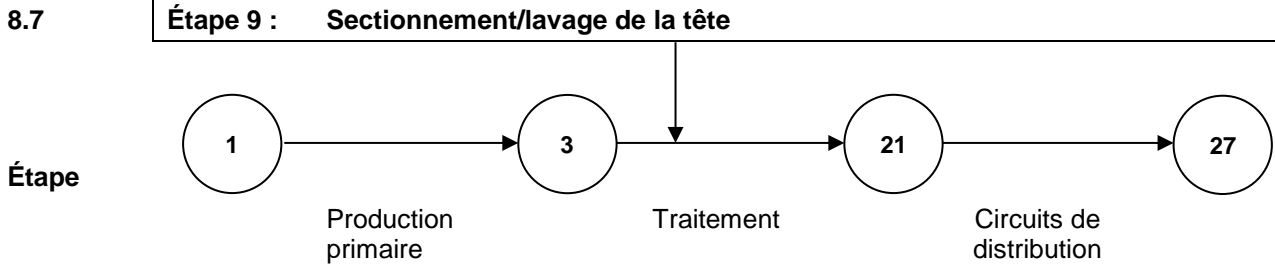 8.7 Étape 9 : Sectionnement/lavage de la tête
1 3 21 27
Étape
Production Traitement Circuits de
primaire distribution